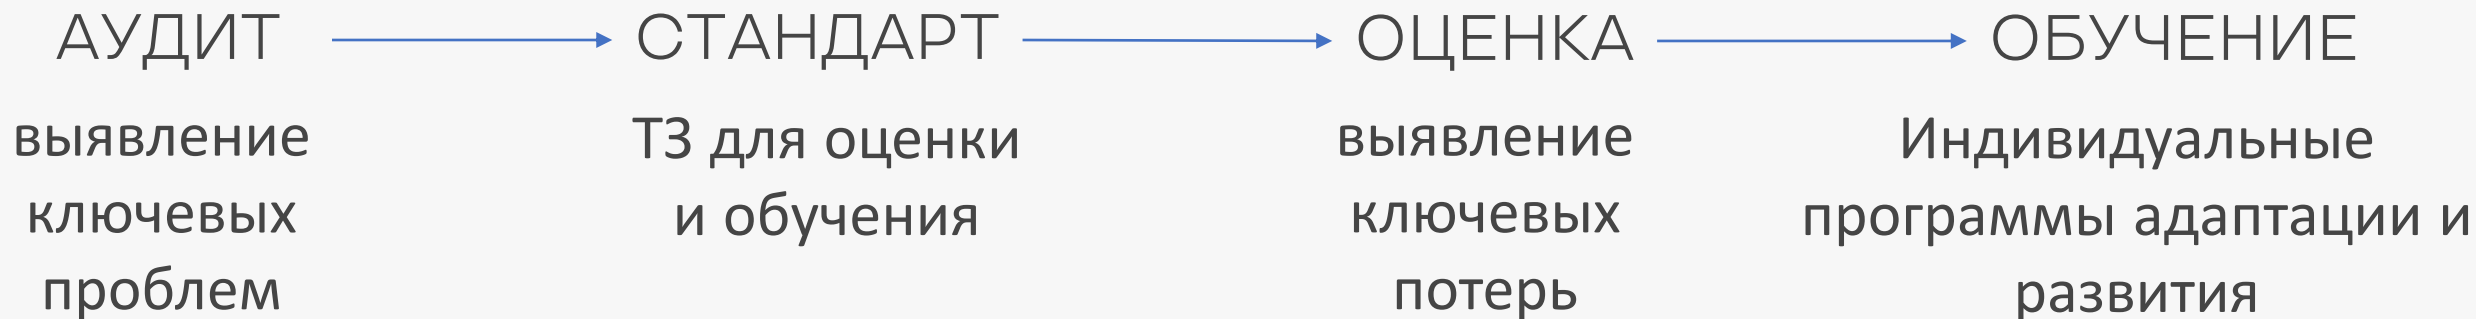 АУДИТ
выявление
ключевых
проблем
СТАНДАРТ
ТЗ для оценки
и обучения
ОЦЕНКА
выявление
ключевых
потерь
ОБУЧЕНИЕ
Индивидуальные
программы адаптации и
развития